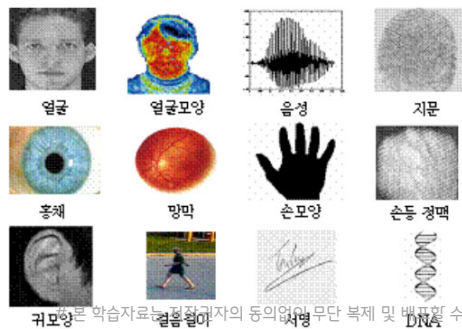 얼굴 얼굴모양 음성 지문
홍채 망막 손모양 손등 정맥
귀모양 걸음걸이 서명 DNA
본 학습자료는 저작권자의 동의없이 무단 복제 및 배포할 수